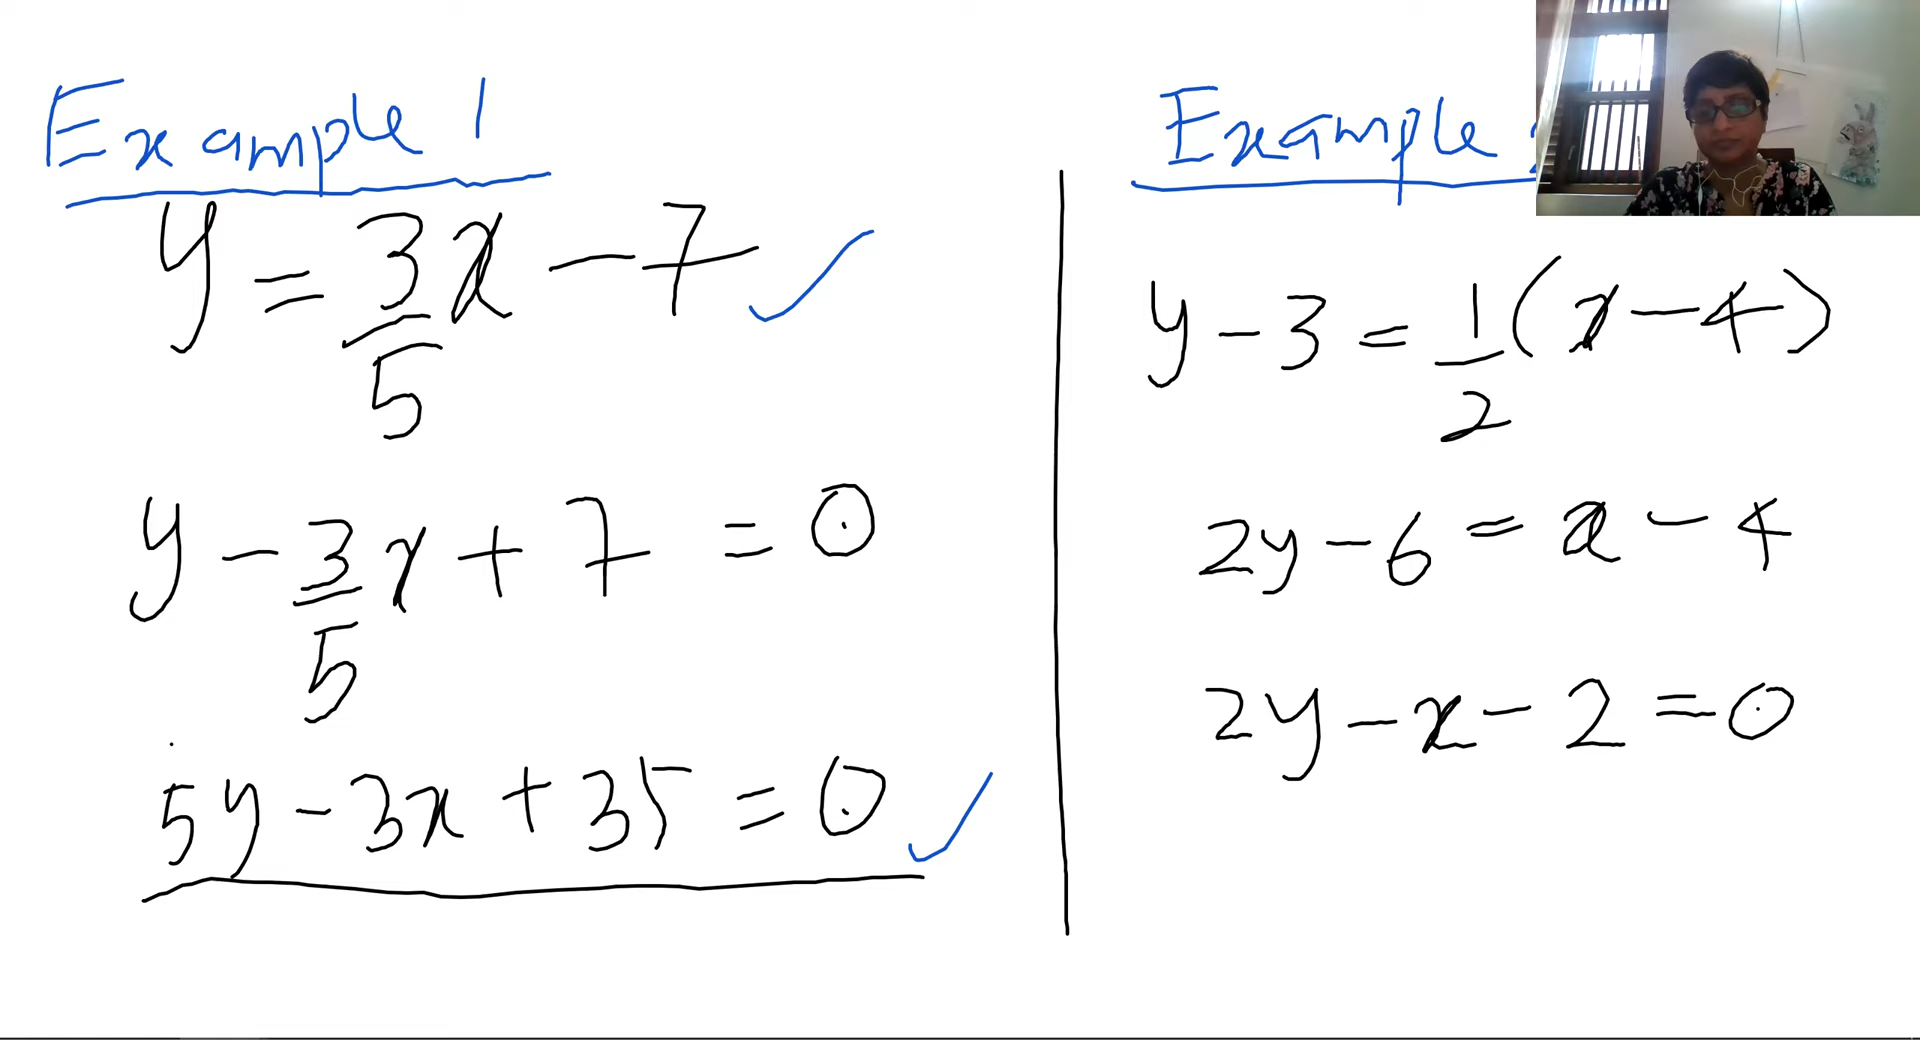 Example 1
y = 3/5 x - 7
y - 3/5 x + 7 = 0
5y - 3x + 35 = 0
Example
y - 3 = 1/2 (x - 4)
2y - 6 = x - 4
2y - x - 2 = 0